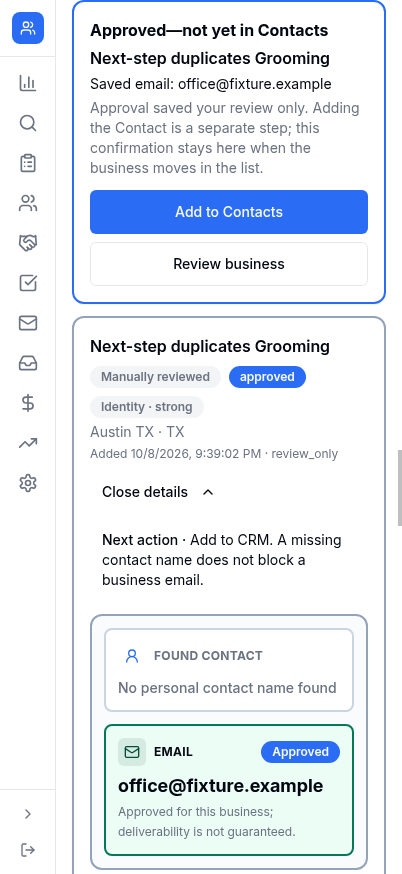 Approved—not yet in Contacts
Next-step duplicates Grooming
Saved email: office@fixture.example
Approval saved your review only. Adding
the Contact is a separate step; this
confirmation stays here when the
business moves in the list.
Add to Contacts
Review business
Next-step duplicates Grooming
Manually reviewed
approved
Identity · strong
Austin TX · TX
Added 10/8/2026, 9:39:02 PM · review_only
Close details
Next action · Add to CRM. A missing
contact name does not block a
business email.
FOUND CONTACT
No personal contact name found
EMAIL
Approved
office@fixture.example
Approved for this business;
deliverability is not guaranteed.